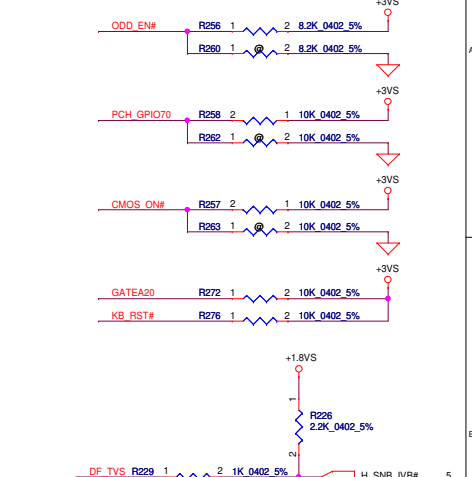 +3VS
ODD_EN# R256 1 2 8.2K_0402_5%
R260 1 @ 2 8.2K_0402_5%
A
+3VS
PCH_GPIO70 R258 2 1 10K_0402_5%
R262 1 @ 2 10K_0402_5%
+3VS
CMOS_ON# R257 2 1 10K_0402_5%
R263 1 @ 2 10K_0402_5%
+3VS
GATEA20 R272 1 2 10K_0402_5%
KB_RST# R276 1 2 10K_0402_5%
+1.8VS
1
R226
2.2K_0402_5%
2
DF_TVS R229 1 2 1K_0402_5% H_SNB_IVB# 5